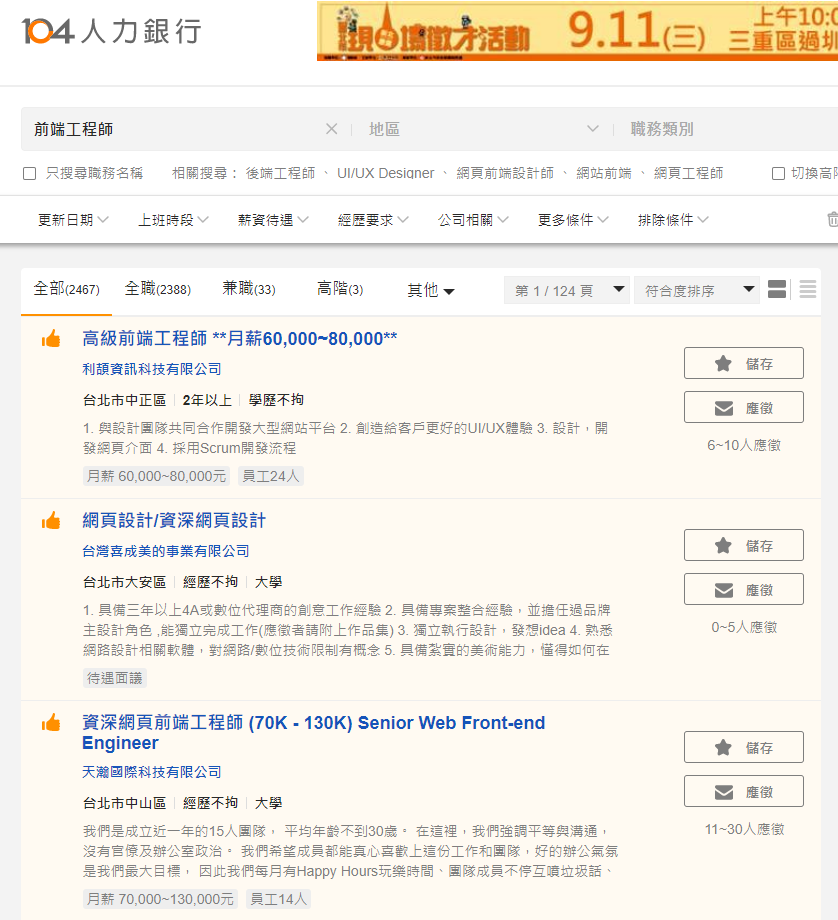 104人力銀行
現場徵才活動
9.11(三)
上午10:0
三重區過圳
前端工程師
地區
職務類別
只搜尋職務名稱 相關搜尋： 後端工程師 、 UI/UX Designer 、 網頁前端設計師 、 網站前端 、 網頁工程師
切換高階
更新日期 上班時段 薪資待遇 經歷要求 公司相關 更多條件 排除條件
全部(2467) 全職(2388) 兼職(33) 高階(3) 其他 第 1 / 124 頁 符合度排序
高級前端工程師 **月薪60,000~80,000**
利頡資訊科技有限公司
台北市中正區 2年以上 學歷不拘
1. 與設計團隊共同合作開發大型網站平台 2. 創造給客戶更好的UI/UX體驗 3. 設計，開
發網頁介面 4. 採用Scrum開發流程
月薪 60,000~80,000元 員工24人
儲存
應徵
6~10人應徵
網頁設計/資深網頁設計
台灣喜成美的事業有限公司
台北市大安區 經歷不拘 大學
1. 具備三年以上4A或數位代理商的創意工作經驗 2. 具備專案整合經驗，並擔任過品牌
主設計角色 ,能獨立完成工作(應徵者請附上作品集) 3. 獨立執行設計，發想idea 4. 熟悉
網路設計相關軟體，對網路/數位技術限制有概念 5. 具備紮實的美術能力，懂得如何在
待遇面議
儲存
應徵
0~5人應徵
資深網頁前端工程師 (70K - 130K) Senior Web Front-end
Engineer
天瀚國際科技有限公司
台北市中山區 經歷不拘 大學
我們是成立近一年的15人團隊， 平均年齡不到30歲。 在這裡，我們強調平等與溝通，
沒有官僚及辦公室政治。 我們希望成員都能真心喜歡上這份工作和團隊，好的辦公氣氛
是我們最大目標， 因此我們每月有Happy Hours玩樂時間、團隊成員不停互噴垃圾話、
月薪 70,000~130,000元 員工14人
儲存
應徵
11~30人應徵